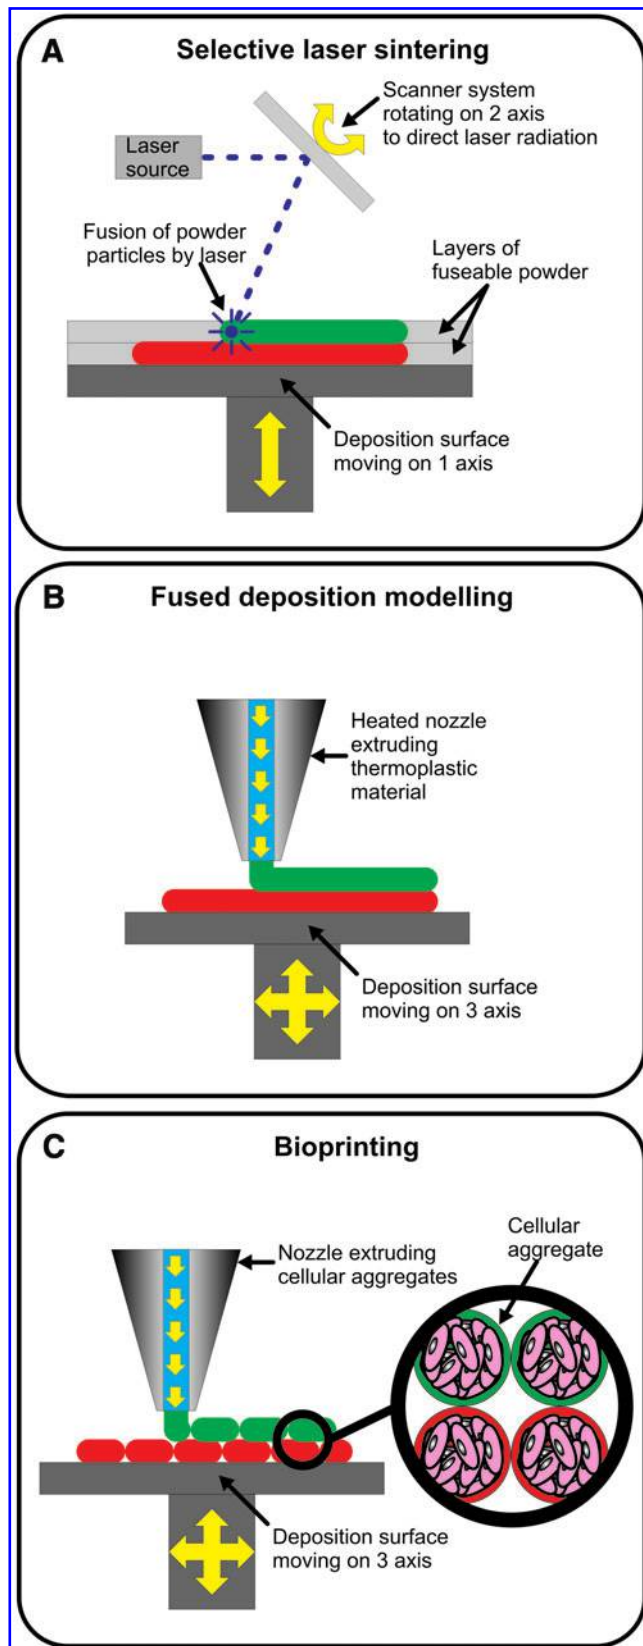 A
Selective laser sintering
Scanner system
rotating on 2 axis
to direct laser radiation
Laser
source
Fusion of powder
particles by laser
Layers of
fuseable powder
Deposition surface
moving on 1 axis
B
Fused deposition modelling
Heated nozzle
extruding
thermoplastic
material
Deposition surface
moving on 3 axis
C
Bioprinting
Cellular
aggregate
Nozzle extruding
cellular aggregates
Deposition surface
moving on 3 axis